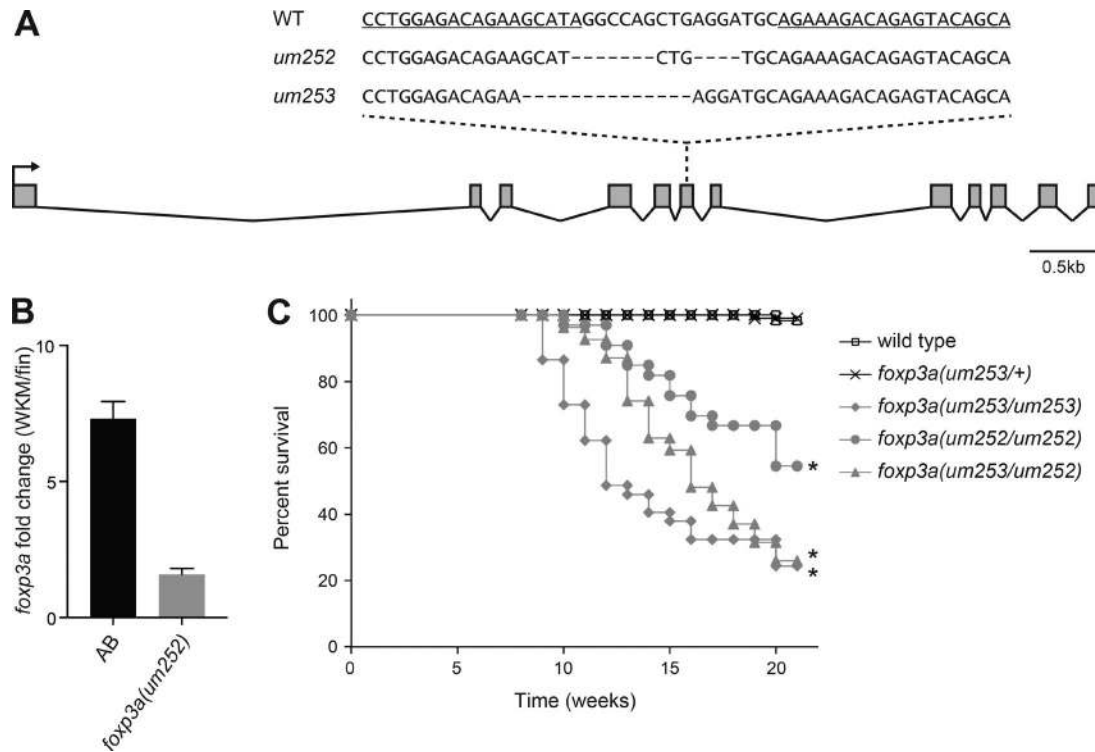 A
WT CCTGGAGACAGAAGCATAGGCCAGCTGAGGATGCAGAAAGACAGAGTACAGCA
um252 CCTGGAGACAGAAGCAT-------CTG----TGCAGAAAGACAGAGTACAGCA
um253 CCTGGAGACAGAA--------------AGGATGCAGAAAGACAGAGTACAGCA
0.5kb
B
foxp3a fold change (WKM/fin)
10
5
0
AB
foxp3a(um252)
C
Percent survival
100
80
60
40
20
0
0 5 10 15 20
Time (weeks)
*
*
*
wild type
foxp3a(um253/+)
foxp3a(um253/um253)
foxp3a(um252/um252)
foxp3a(um253/um252)